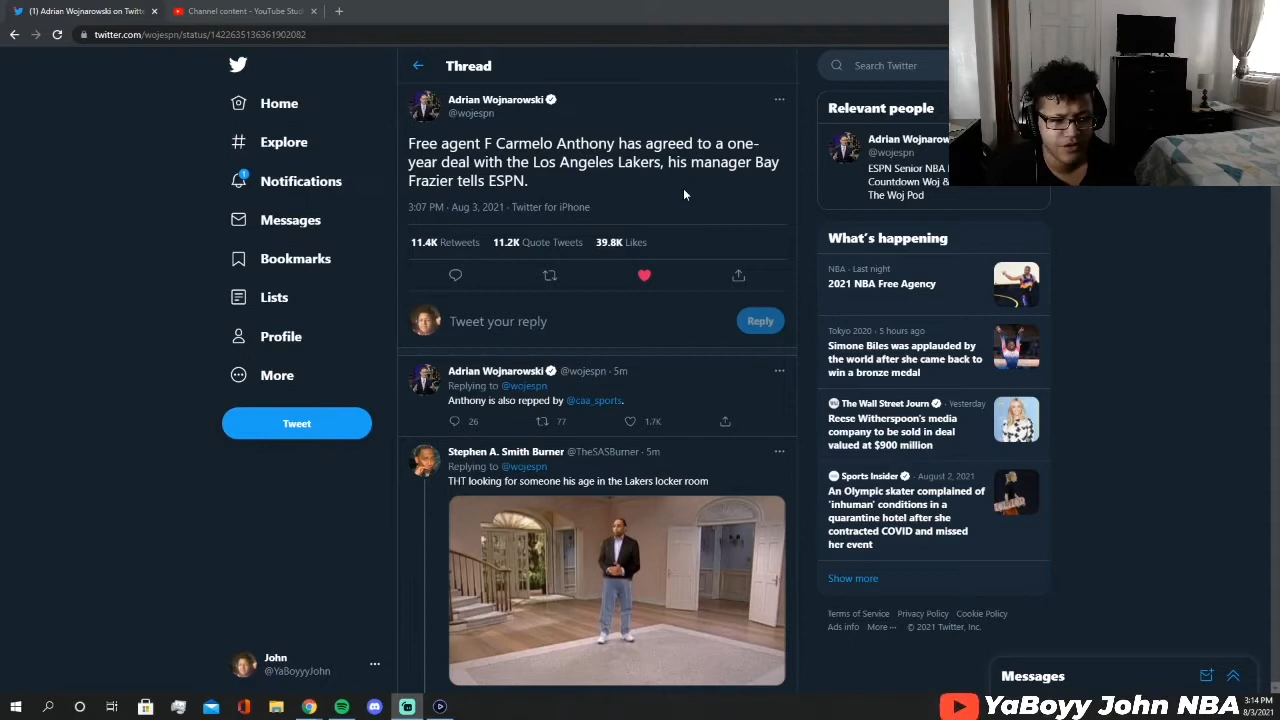 (1) Adrian Wojnarowski on Twitte
Channel content - YouTube Stud
twitter.com/wojespn/status/1422635136361902082
Home
Explore
1
Notifications
Messages
Bookmarks
Lists
Profile
More
Tweet
John
@YaBoyyyJohn
Thread
Adrian Wojnarowski
@wojespn
Free agent F Carmelo Anthony has agreed to a one-
year deal with the Los Angeles Lakers, his manager Bay
Frazier tells ESPN.
3:07 PM · Aug 3, 2021 · Twitter for iPhone
11.4K Retweets 11.2K Quote Tweets 39.8K Likes
Tweet your reply
Reply
Adrian Wojnarowski @wojespn · 5m
Replying to @wojespn
Anthony is also repped by @caa_sports.
26 77 1.7K
Stephen A. Smith Burner @TheSASBurner · 5m
Replying to @wojespn
THT looking for someone his age in the Lakers locker room
Search Twitter
Relevant people
Adrian Wojnarow
@wojespn
ESPN Senior NBA I
Countdown Woj &
The Woj Pod
What's happening
NBA · Last night
2021 NBA Free Agency
Tokyo 2020 · 5 hours ago
Simone Biles was applauded by
the world after she came back to
win a bronze medal
The Wall Street Journ · Yesterday
Reese Witherspoon's media
company to be sold in deal
valued at $900 million
Sports Insider · August 2, 2021
An Olympic skater complained of
'inhuman' conditions in a
quarantine hotel after she
contracted COVID and missed
her event
Show more
Terms of Service Privacy Policy Cookie Policy
Ads info More ··· © 2021 Twitter, Inc.
Messages
YaBoyy John NBA
3:14 PM
8/3/2021